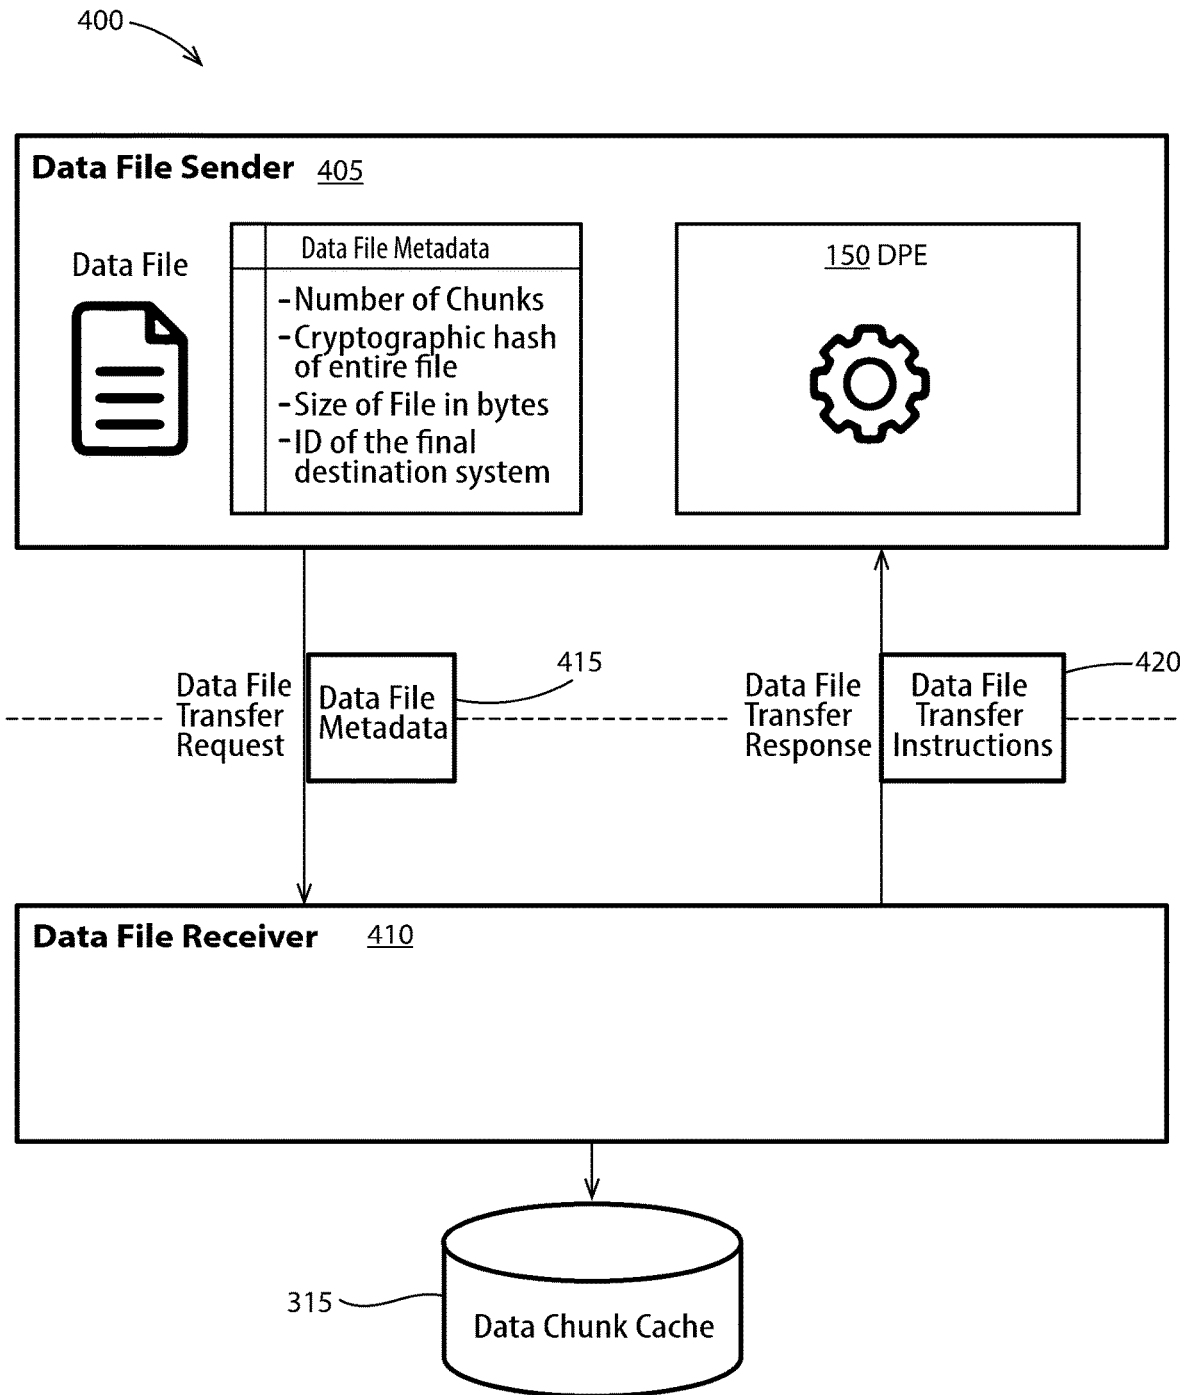 400
Data File Sender 405
Data File
Data File Metadata
-Number of Chunks
-Cryptographic hash
of entire file
-Size of File in bytes
-ID of the final
destination system
150 DPE
Data File
Transfer
Request
Data File
Metadata
415
Data File
Transfer
Response
Data File
Transfer
Instructions
420
Data File Receiver 410
315
Data Chunk Cache